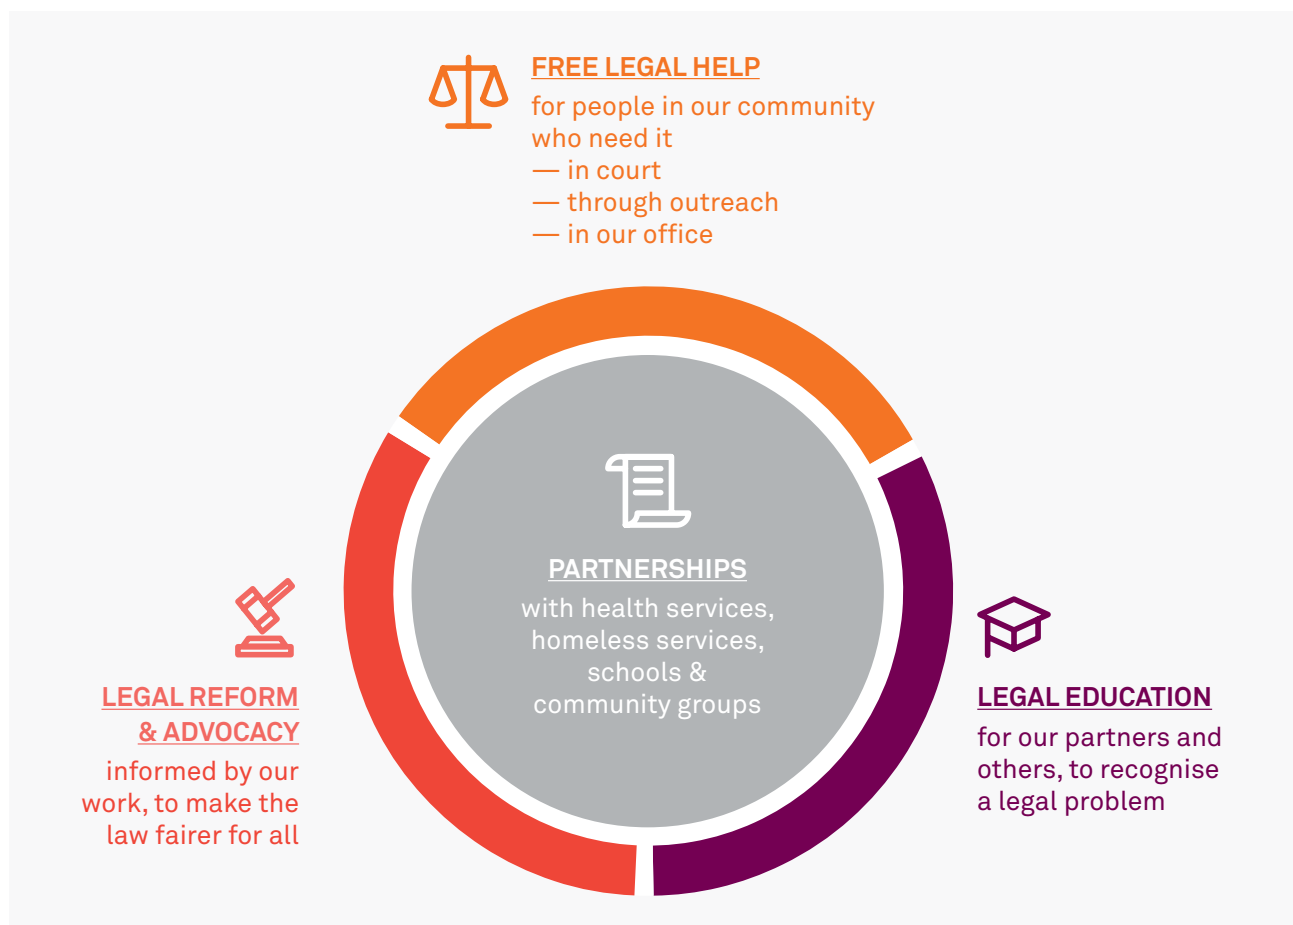 FREE LEGAL HELP
for people in our community
who need it
— in court
— through outreach
— in our office
PARTNERSHIPS
with health services,
homeless services,
schools &
community groups
LEGAL REFORM
& ADVOCACY
informed by our
work, to make the
law fairer for all
LEGAL EDUCATION
for our partners and
others, to recognise
a legal problem